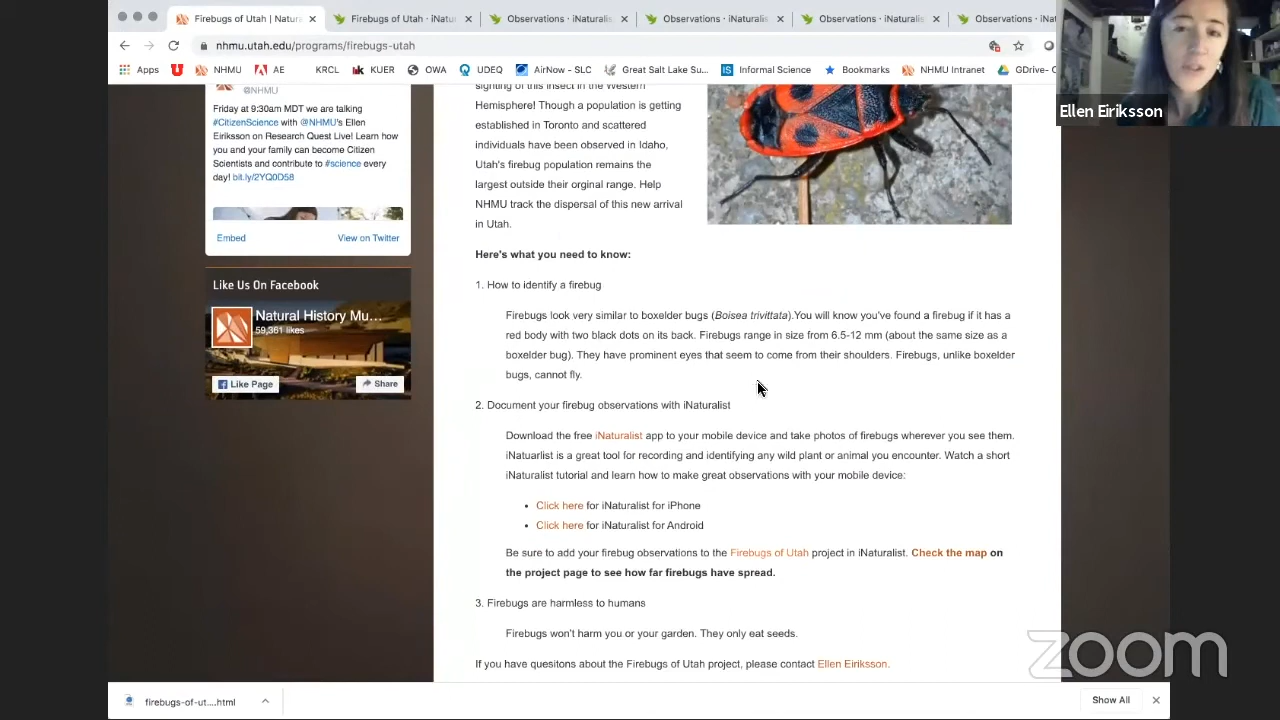 Firebugs of Utah | Natur
Firebugs of Utah · iNatur
Observations · iNaturalis
Observations · iNaturalis
Observations · iNaturalis
Observations · iNa
nhmu.utah.edu/programs/firebugs-utah
Apps
NHMU
AE
KRCL
KUER
OWA
UDEQ
AirNow - SLC
Great Salt Lake Su...
Informal Science
Bookmarks
NHMU Intranet
GDrive- C
Ellen Eiriksson
@NHMU
Friday at 9:30am MDT we are talking
#CitizenScience with @NHMU's Ellen
Eiriksson on Research Quest Live! Learn how
you and your family can become Citizen
Scientists and contribute to #science every
day! bit.ly/2YQ0D58
Embed
View on Twitter
Like Us On Facebook
Natural History Mu...
59,361 likes
Like Page
Share
sighting of this insect in the Western
Hemisphere! Though a population is getting
established in Toronto and scattered
individuals have been observed in Idaho,
Utah's firebug population remains the
largest outside their orginal range. Help
NHMU track the dispersal of this new arrival
in Utah.
Here's what you need to know:
1. How to identify a firebug
Firebugs look very similar to boxelder bugs (Boisea trivittata).You will know you've found a firebug if it has a
red body with two black dots on its back. Firebugs range in size from 6.5-12 mm (about the same size as a
boxelder bug). They have prominent eyes that seem to come from their shoulders. Firebugs, unlike boxelder
bugs, cannot fly.
2. Document your firebug observations with iNaturalist
Download the free iNaturalist app to your mobile device and take photos of firebugs wherever you see them.
iNatuarlist is a great tool for recording and identifying any wild plant or animal you encounter. Watch a short
iNaturalist tutorial and learn how to make great observations with your mobile device:
• Click here for iNaturalist for iPhone
• Click here for iNaturalist for Android
Be sure to add your firebug observations to the Firebugs of Utah project in iNaturalist. Check the map on
the project page to see how far firebugs have spread.
3. Firebugs are harmless to humans
Firebugs won't harm you or your garden. They only eat seeds.
If you have quesitons about the Firebugs of Utah project, please contact Ellen Eiriksson.
zoom
firebugs-of-ut....html
Show All